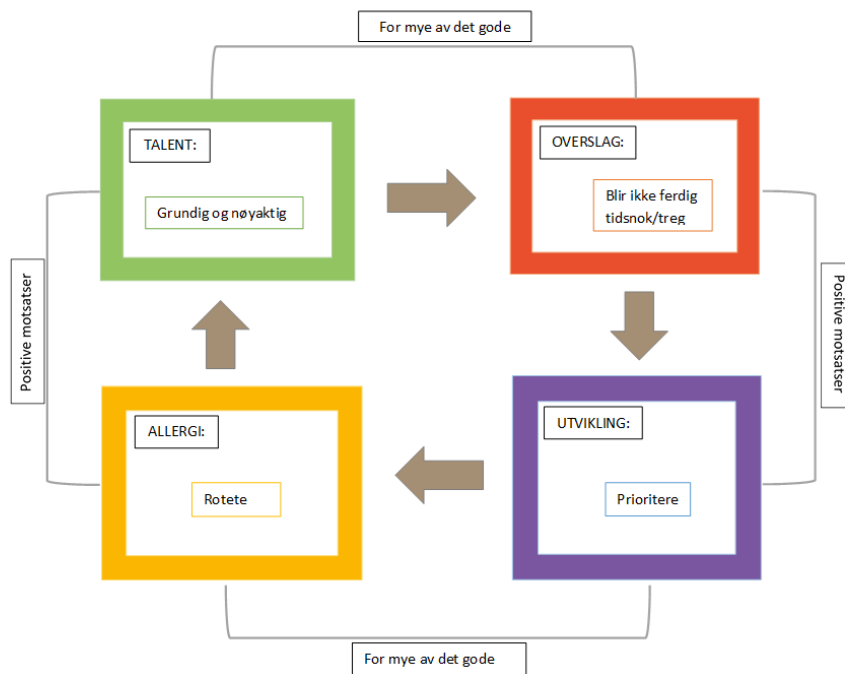 For mye av det gode
TALENT:
Grundig og nøyaktig
OVERSLAG:
Blir ikke ferdig
tidsnok/treg
Positive motsatser
Positive motsatser
ALLERGI:
Rotete
UTVIKLING:
Prioritere
For mye av det gode